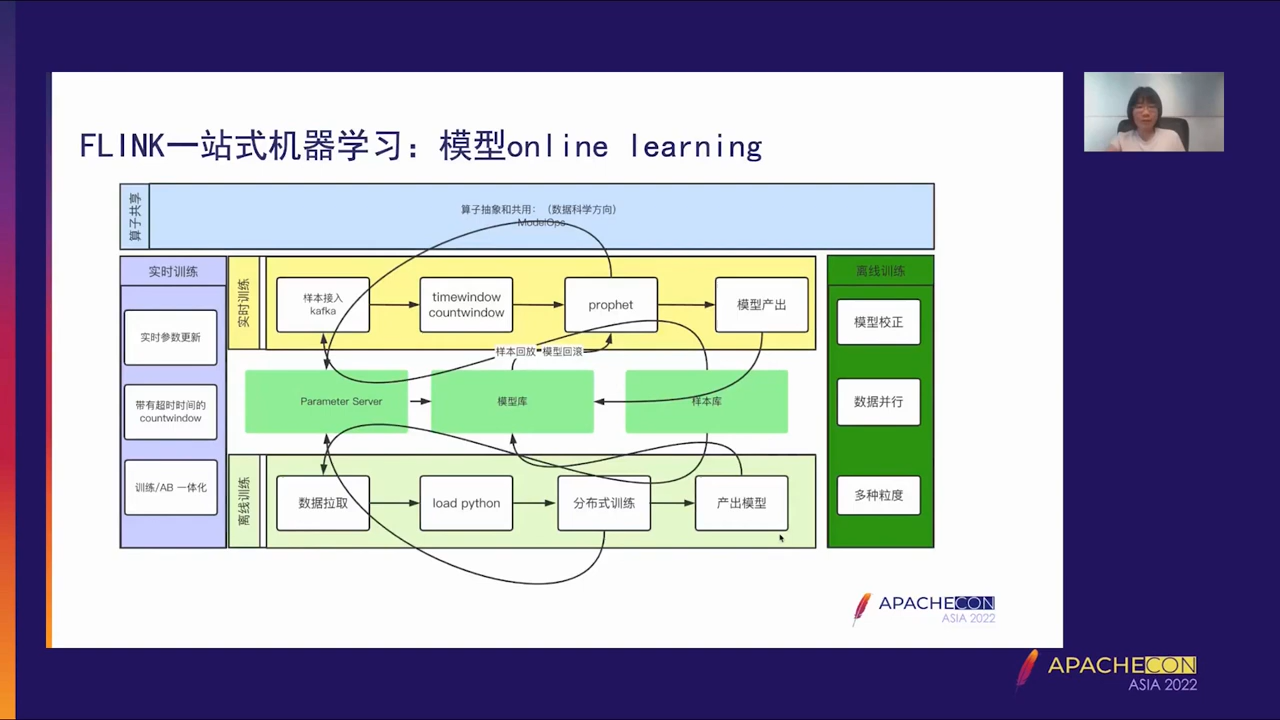 FLINK一站式机器学习：模型online learning
算子共享
算子抽象和共用：（数据科学方向）
ModelOps
实时训练
实时参数更新
带有超时时间的
countwindow
训练/AB 一体化
实时训练
样本接入
kafka
timewindow
countwindow
prophet
模型产出
样本回放
模型回滚
Parameter Server
模型库
样本库
离线训练
数据拉取
load python
分布式训练
产出模型
离线训练
模型校正
数据并行
多种粒度
APACHECON
ASIA 2022
APACHECON
ASIA 2022